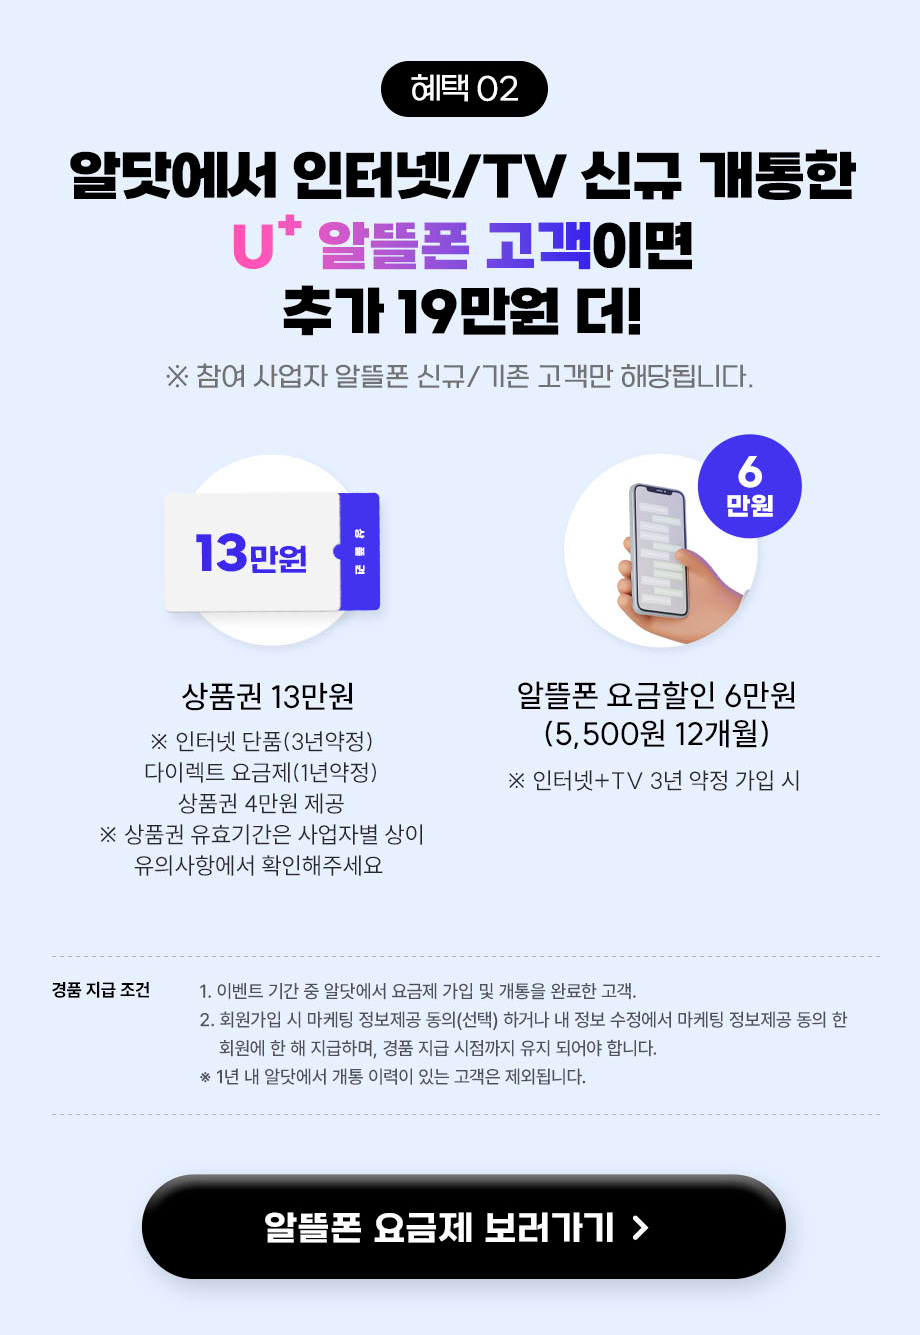 혜택 02
알닷에서 인터넷/TV 신규 개통한
U+ 알뜰폰 고객이면
추가 19만원 더!
※ 참여 사업자 알뜰폰 신규/기존 고객만 해당됩니다.
13만원
상품권
6
만원
상품권 13만원
※ 인터넷 단품(3년약정)
다이렉트 요금제(1년약정)
상품권 4만원 제공
※ 상품권 유효기간은 사업자별 상이
유의사항에서 확인해주세요
알뜰폰 요금할인 6만원
(5,500원 12개월)
※ 인터넷+TV 3년 약정 가입 시
경품 지급 조건
1. 이벤트 기간 중 알닷에서 요금제 가입 및 개통을 완료한 고객.
2. 회원가입 시 마케팅 정보제공 동의(선택) 하거나 내 정보 수정에서 마케팅 정보제공 동의 한
회원에 한 해 지급하며, 경품 지급 시점까지 유지 되어야 합니다.
※ 1년 내 알닷에서 개통 이력이 있는 고객은 제외됩니다.
알뜰폰 요금제 보러가기 >